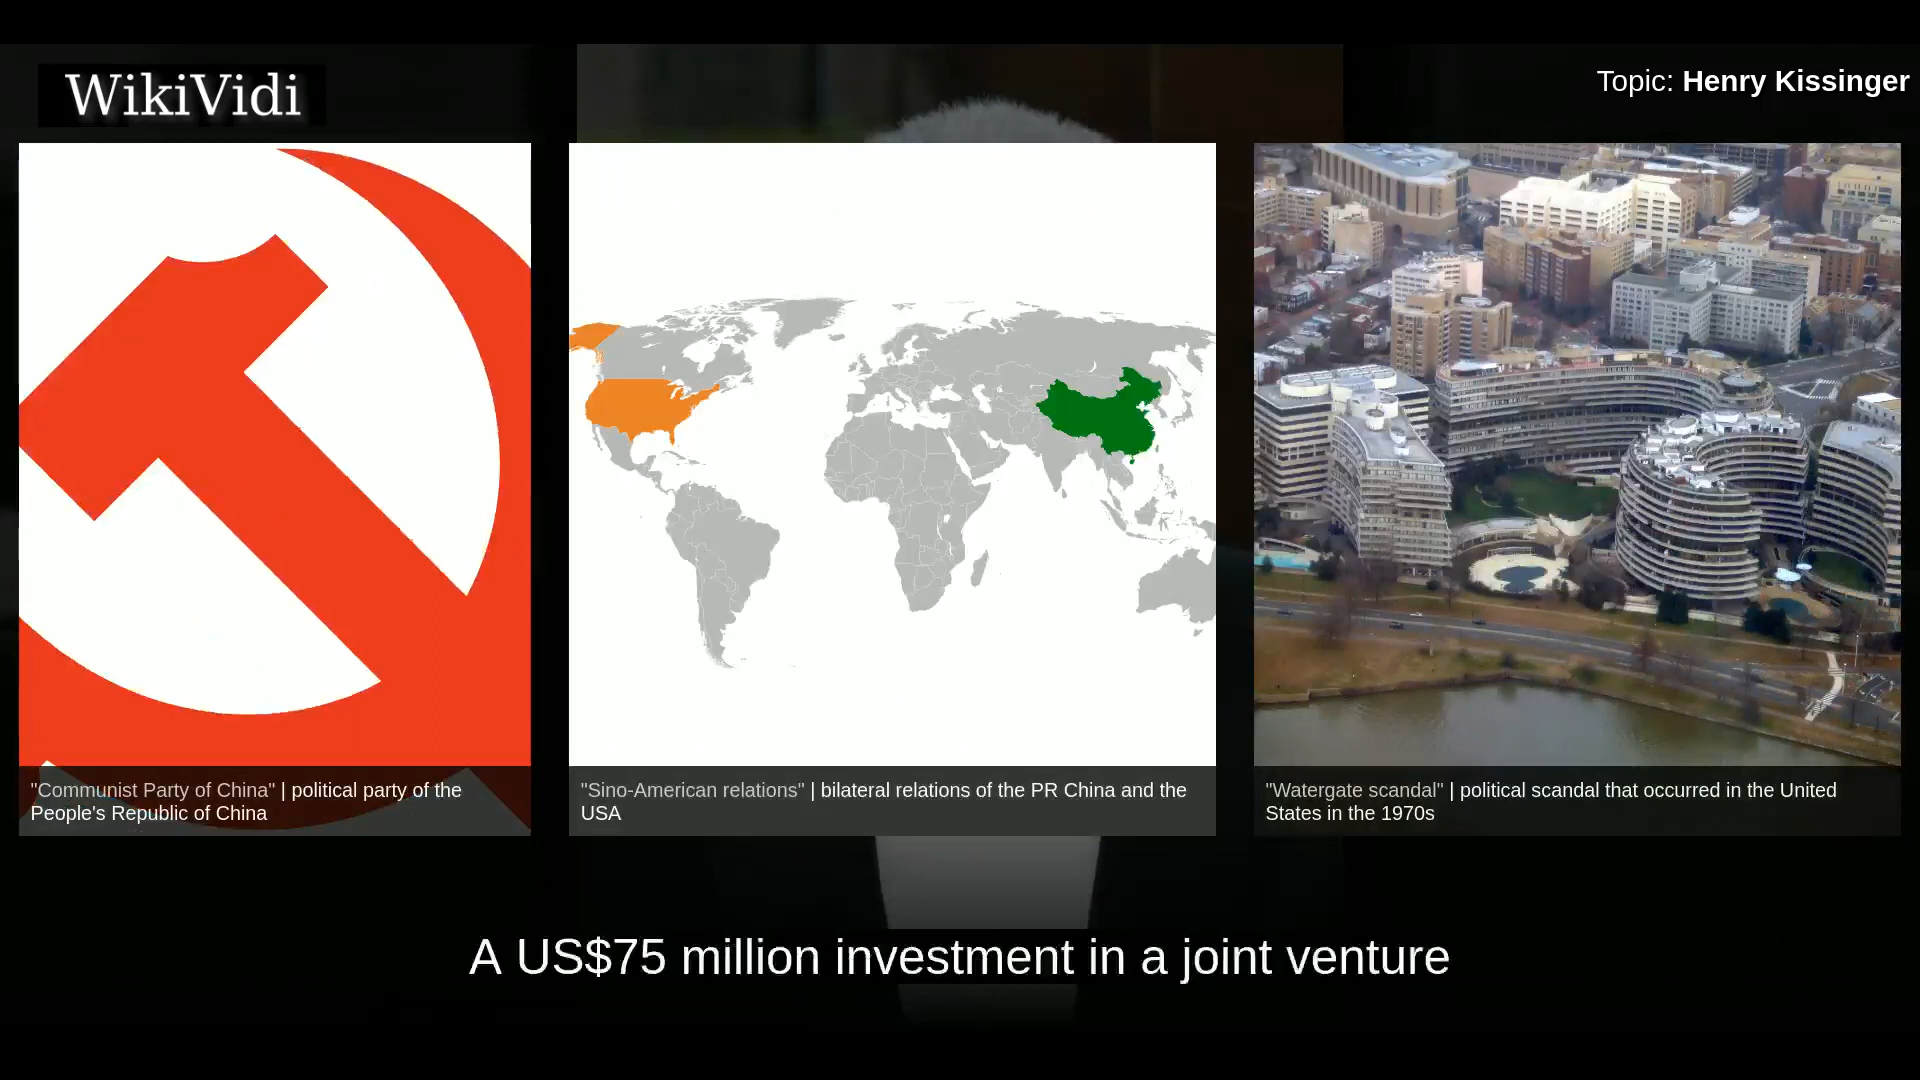 WikiVidi
Topic: Henry Kissinger
"Communist Party of China" | political party of the
People's Republic of China
"Sino-American relations" | bilateral relations of the PR China and the
USA
"Watergate scandal" | political scandal that occurred in the United
States in the 1970s
A US$75 million investment in a joint venture